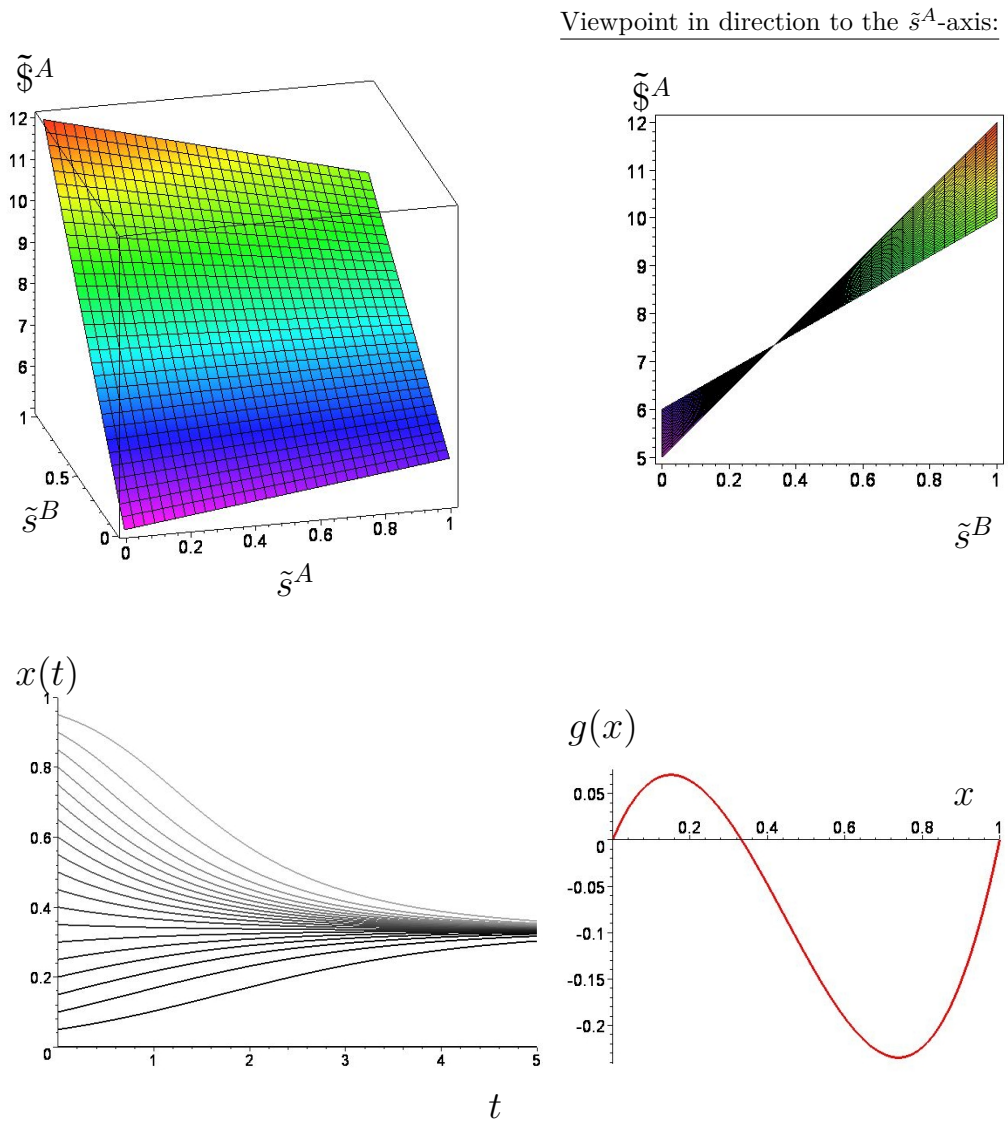 Viewpoint in direction to the s̃^A-axis:
$̃^A
12
11
10
9
8
7
6
1
0.5
0
s̃^B
0
0.2
0.4
0.6
0.8
1
s̃^A
$̃^A
12
11
10
9
8
7
6
5
0 0.2 0.4 0.6 0.8 1
s̃^B
x(t)
1
0.8
0.6
0.4
0.2
0
1 2 3 4 5
t
g(x)
x
0.05
0.2 0.4 0.6 0.8 1
0
-0.05
-0.1
-0.15
-0.2